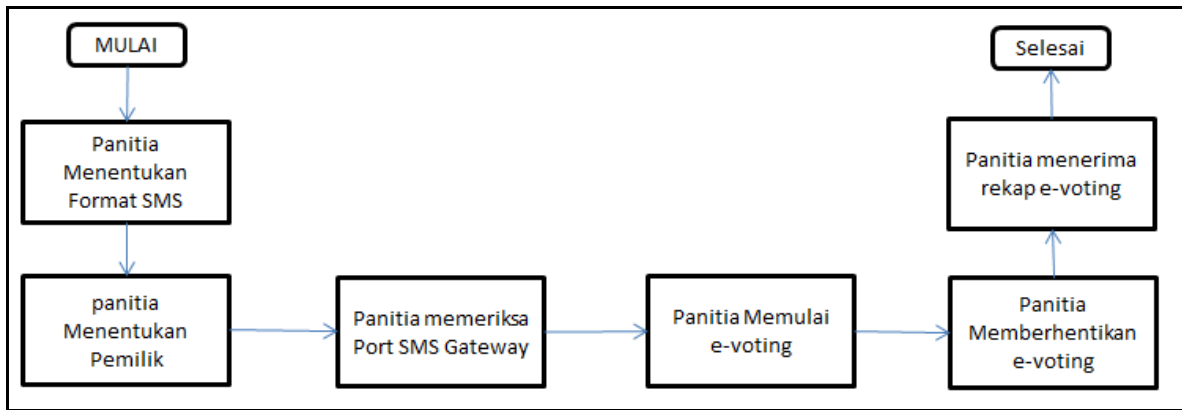 MULAI
Panitia
Menentukan
Format SMS
panitia
Menentukan
Pemilik
Panitia memeriksa
Port SMS Gateway
Panitia Memulai
e-voting
Panitia
Memberhentikan
e-voting
Panitia menerima
rekap e-voting
Selesai